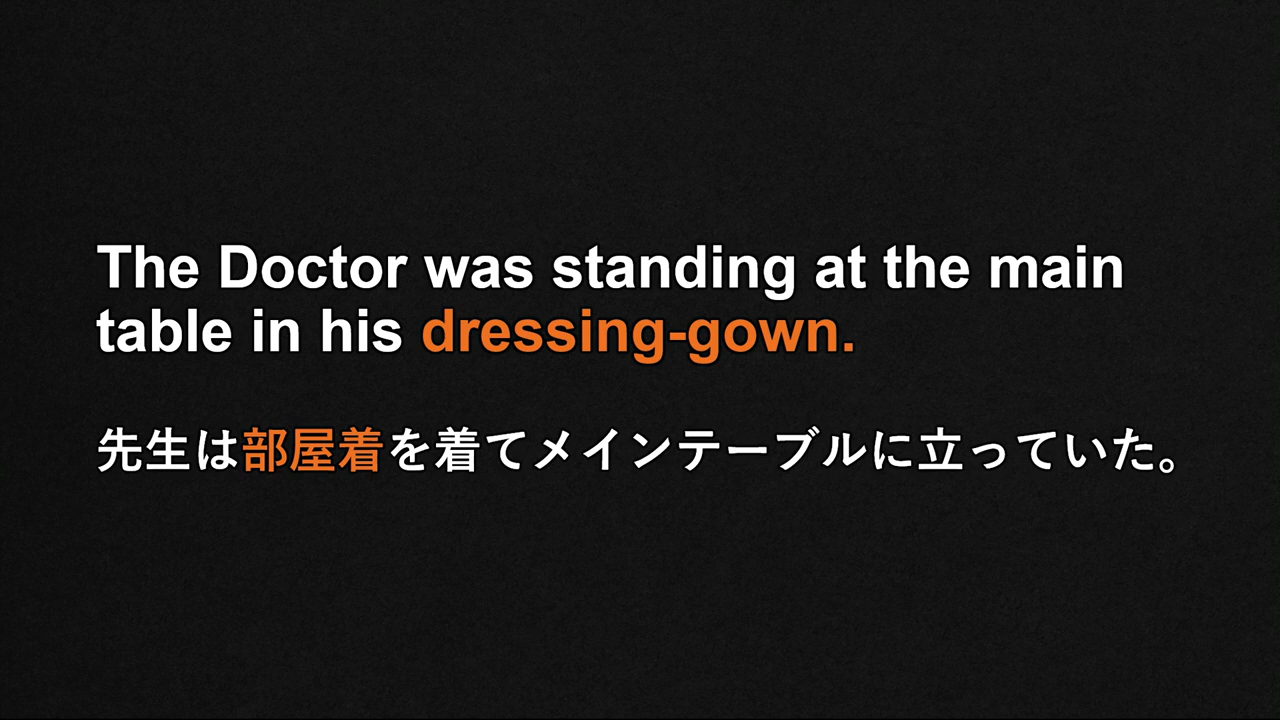 The Doctor was standing at the main
table in his dressing-gown.
先生は部屋着を着てメインテーブルに立っていた。